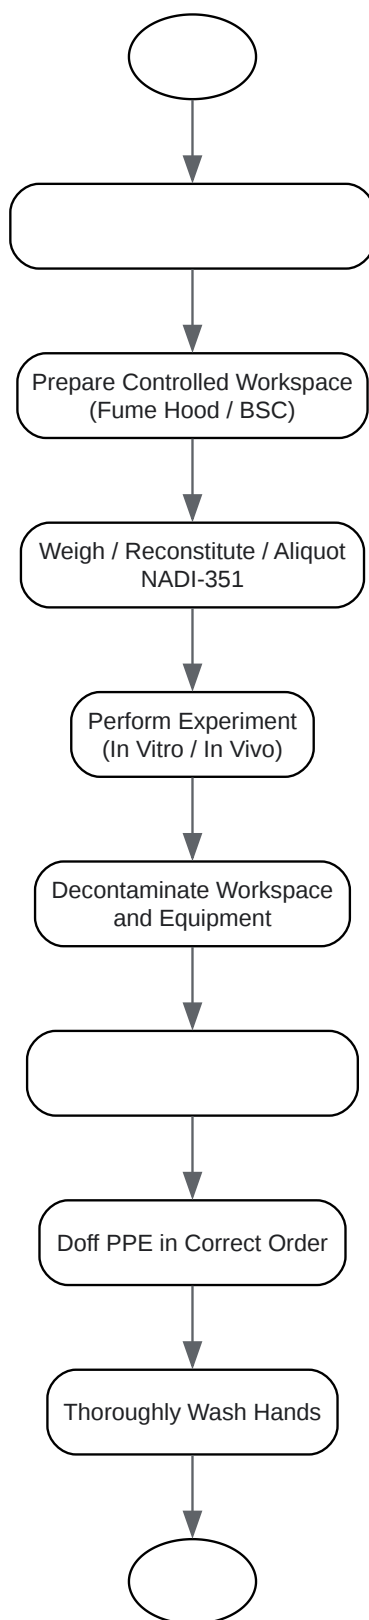 Prepare Controlled Workspace
(Fume Hood / BSC)
Weigh / Reconstitute / Aliquot
NADI-351
Perform Experiment
(In Vitro / In Vivo)
Decontaminate Workspace
and Equipment
Doff PPE in Correct Order
Thoroughly Wash Hands